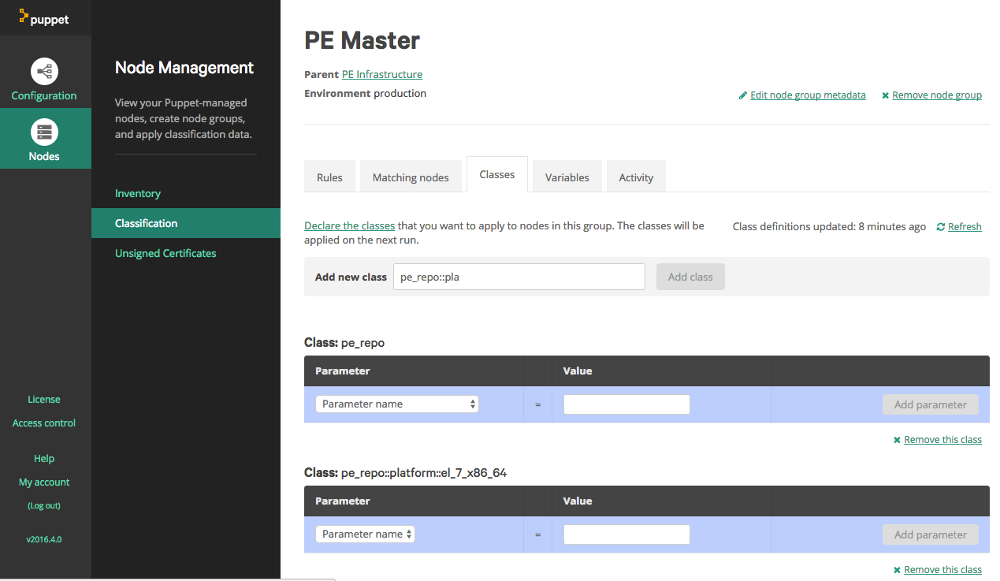 puppet
Configuration
Nodes
License
Access control
Help
My account
(Log out)
v2016.4.0
Node Management
View your Puppet-managed
nodes, create node groups,
and apply classification data.
Inventory
Classification
Unsigned Certificates
PE Master
Parent PE Infrastructure
Environment production
Edit node group metadata
Remove node group
Rules
Matching nodes
Classes
Variables
Activity
Declare the classes that you want to apply to nodes in this group. The classes will be
applied on the next run.
Class definitions updated: 8 minutes ago
Refresh
Add new class pe_repo::pla Add class
Class: pe_repo
Parameter Value
Parameter name = Add parameter
Remove this class
Class: pe_repo::platform::el_7_x86_64
Parameter Value
Parameter name = Add parameter
Remove this class